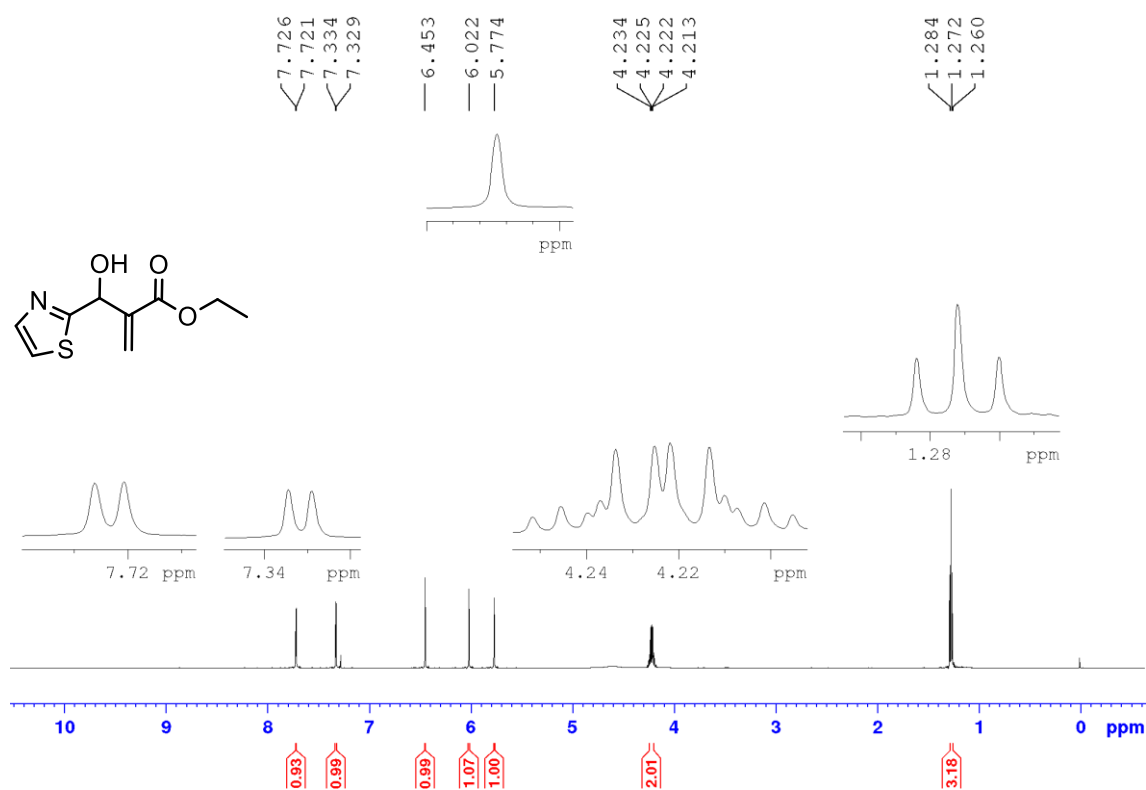 7.726
7.721
7.334
7.329
6.453
6.022
5.774
4.234
4.225
4.222
4.213
1.284
1.272
1.260
ppm
OH
O
N
O
S
1.28 ppm
7.72 ppm
7.34 ppm
4.24 4.22 ppm
10 9 8 7 6 5 4 3 2 1 0 ppm
0.93
0.99
0.99
1.07
1.00
2.01
3.18